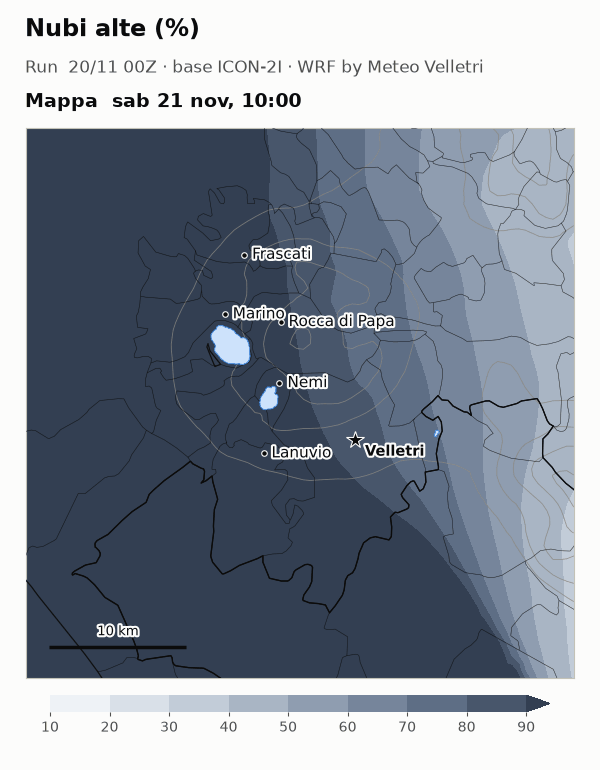 Nubi alte (%)
Run  20/11 00Z · base ICON-2I · WRF by Meteo Velletri
Mappa  sab 21 nov, 10:00
Frascati
Marino
Rocca di Papa
Nemi
Velletri
Lanuvio
10 km
10 20 30 40 50 60 70 80 90